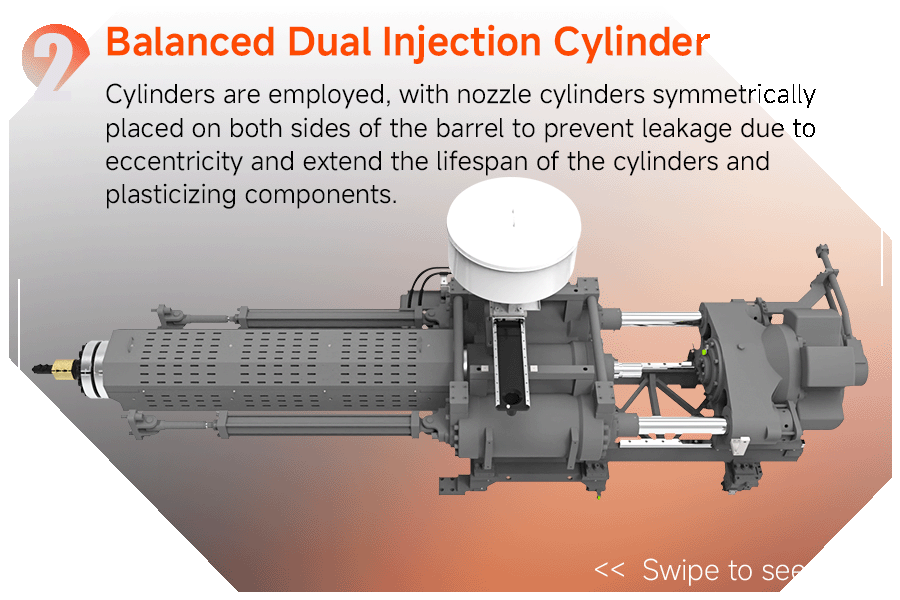 2
Balanced Dual Injection Cylinder
Cylinders are employed, with nozzle cylinders symmetrically
placed on both sides of the barrel to prevent leakage due to
eccentricity and extend the lifespan of the cylinders and
plasticizing components.
<< Swipe to see